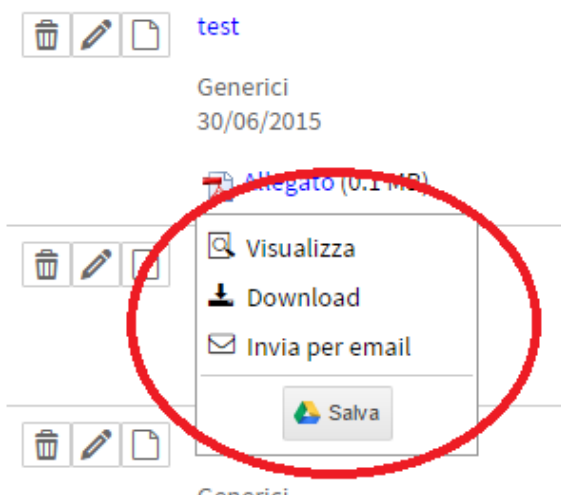 test
Generici
30/06/2015
Allegato (0.1 MB)
Visualizza
Download
Invia per email
Salva
Generici